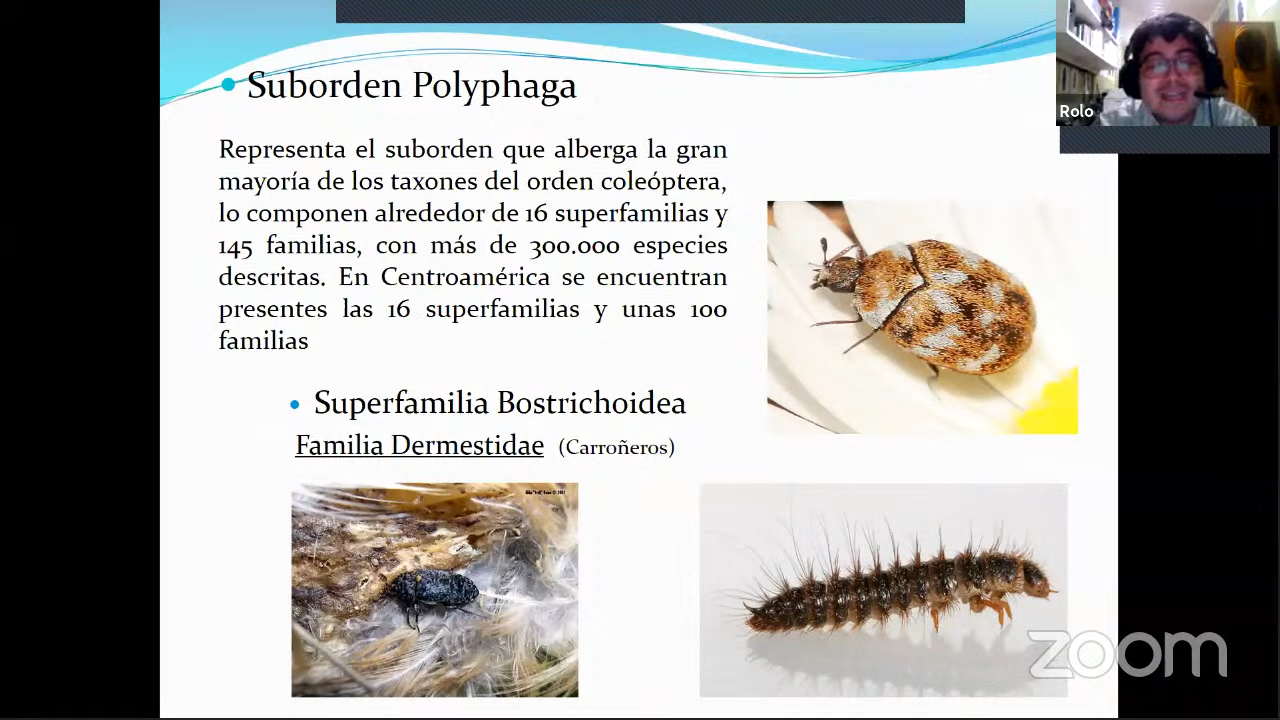 Suborden Polyphaga
Rolo
Representa el suborden que alberga la gran
mayoría de los taxones del orden coleóptera,
lo componen alrededor de 16 superfamilias y
145 familias, con más de 300.000 especies
descritas. En Centroamérica se encuentran
presentes las 16 superfamilias y unas 100
familias
Superfamilia Bostrichoidea
Familia Dermestidae (Carroñeros)
zoom